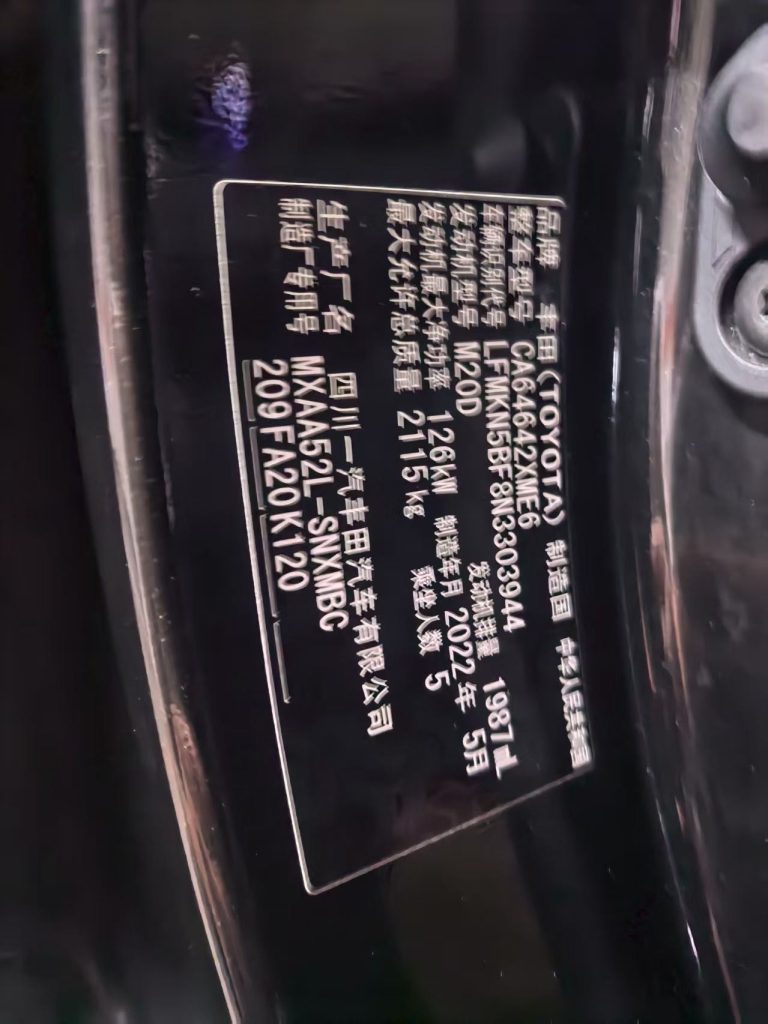 品牌 丰田(TOYOTA) 制造国 中华人民共和国
整车型号 CA64642XME6
车辆识别代号 LFMKN5BF8N3303944
发动机型号 M20D 发动机排量 1987mL
发动机最大净功率 126kW 制造年月 2022年 5月
最大允许总质量 2115kg 乘坐人数 5
生产厂名 四川一汽丰田汽车有限公司
制造厂专用号 MXAA52L-SNXMBC
209FA20K120